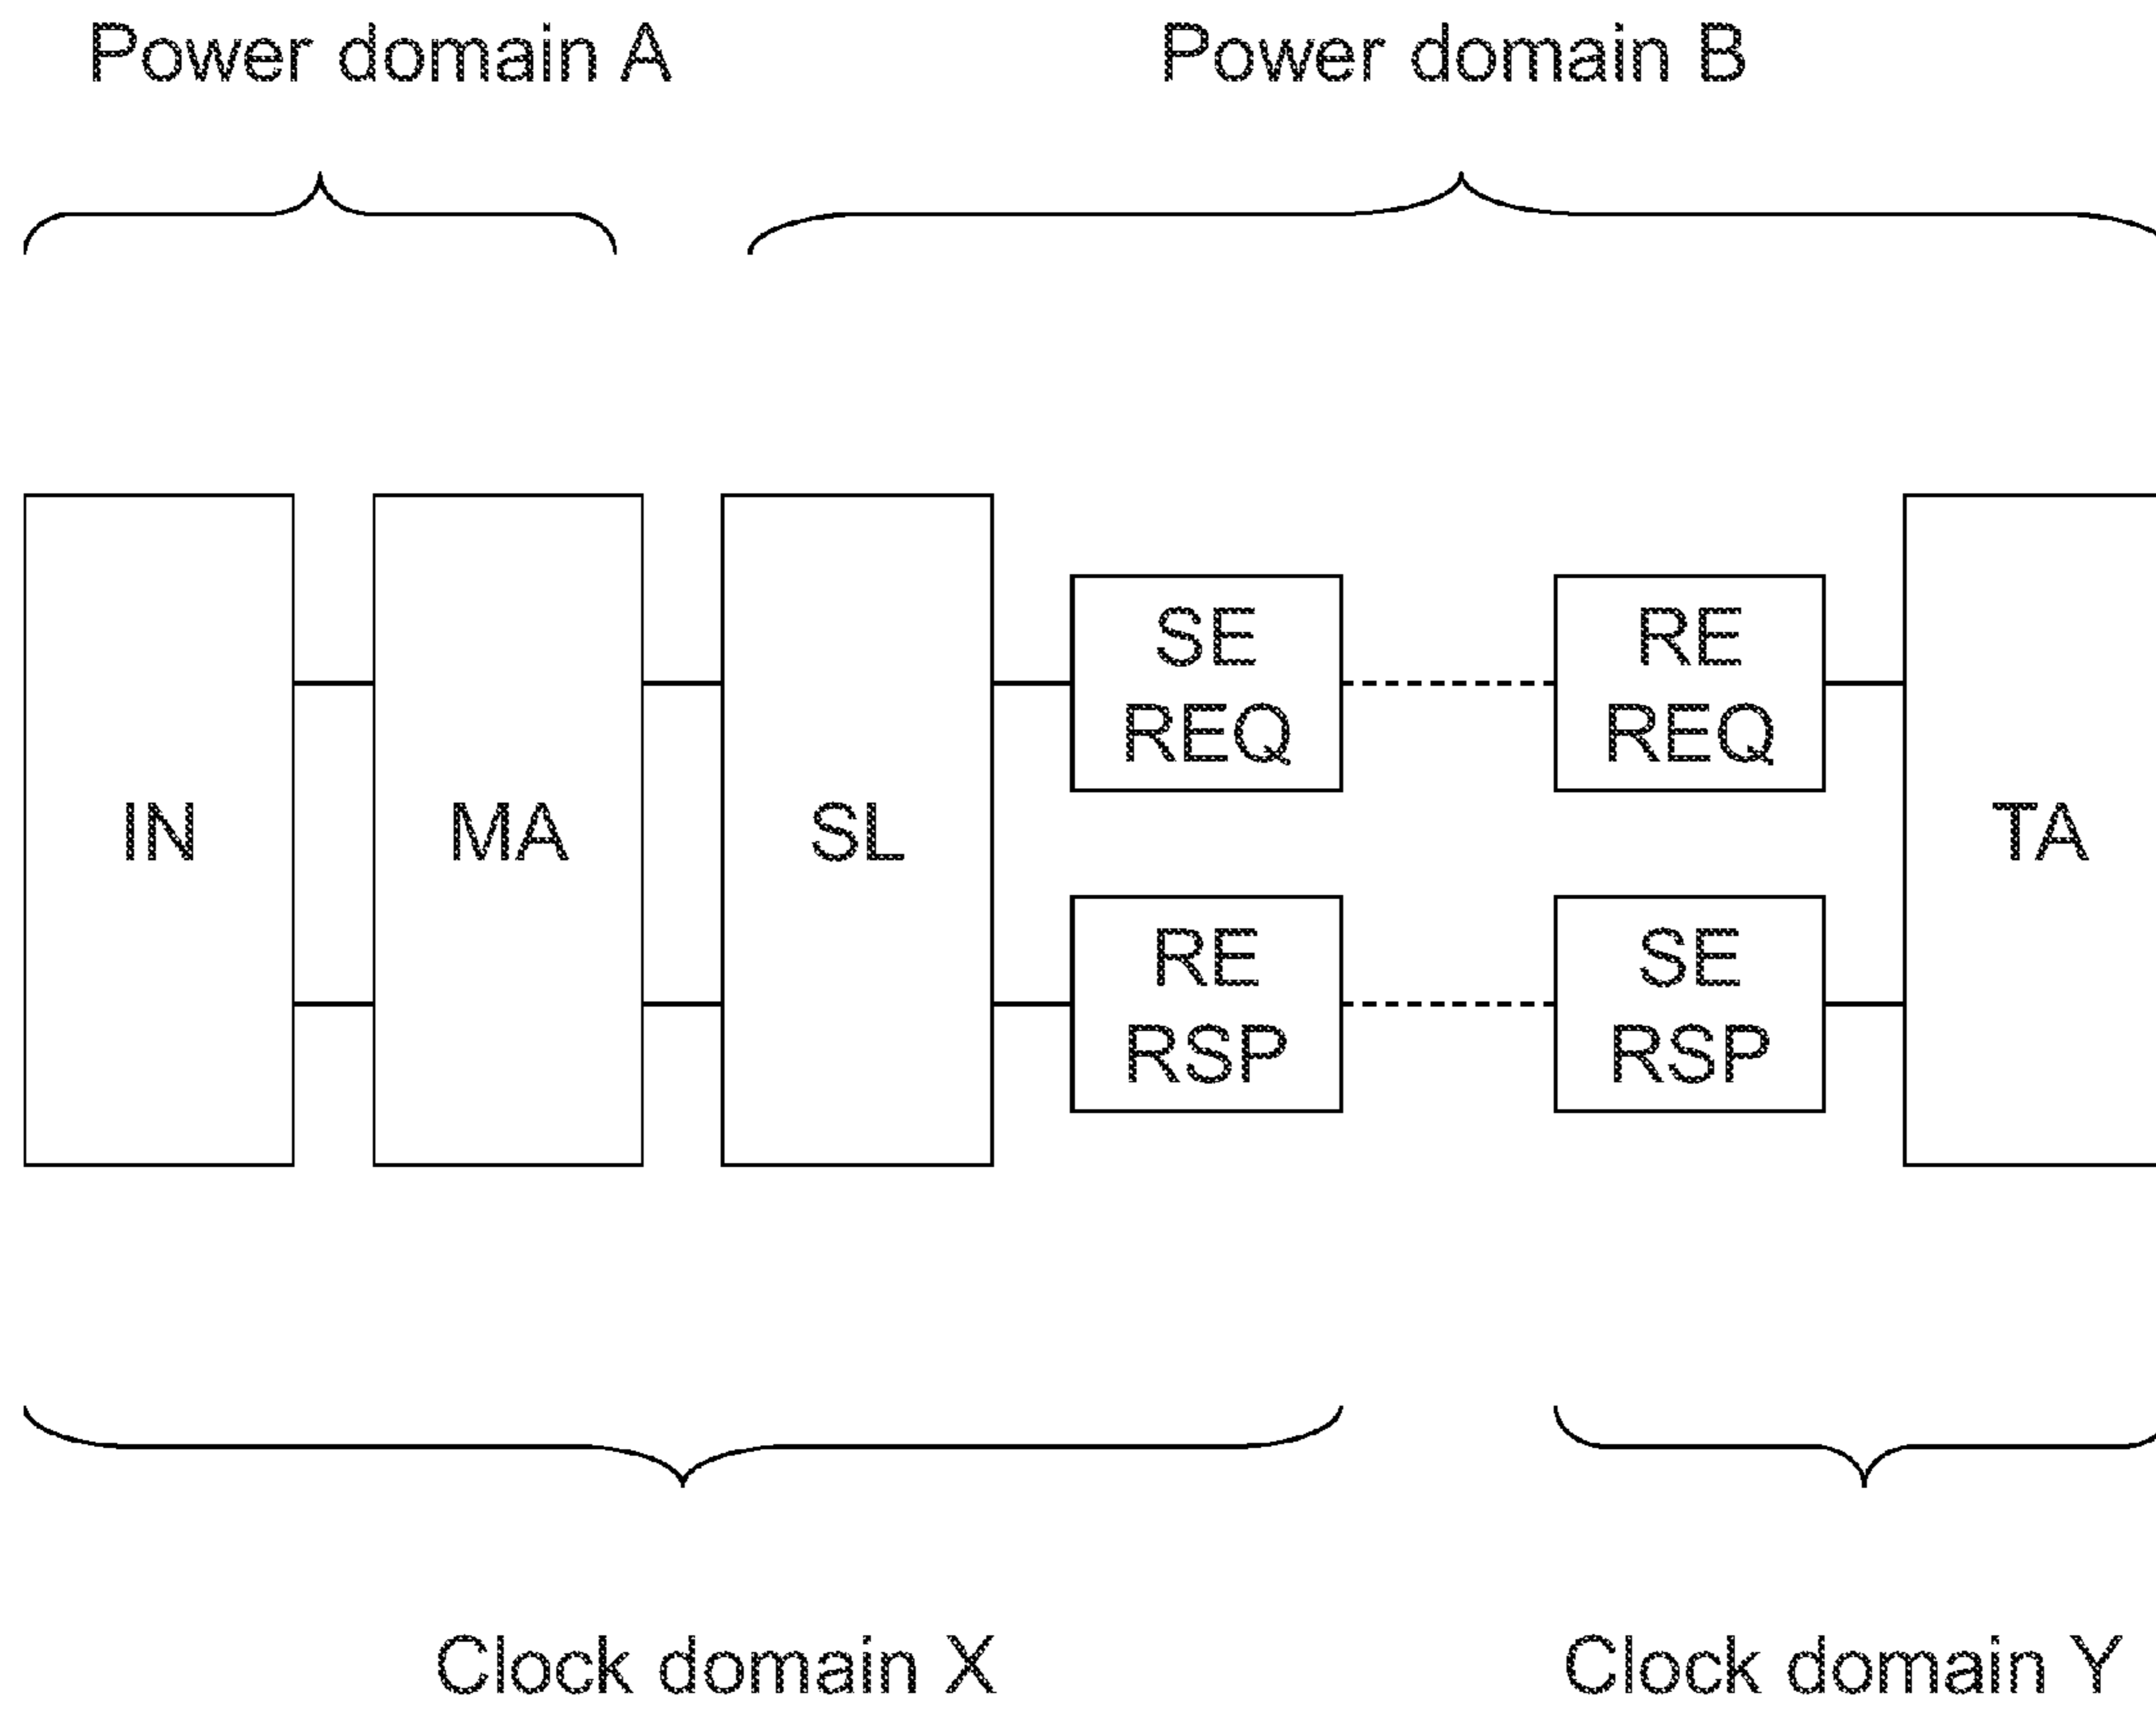 Power domain A
Power domain B
IN
MA
SL
SE
REQ
RE
REQ
RE
RSP
SE
RSP
TA
Clock domain X
Clock domain Y